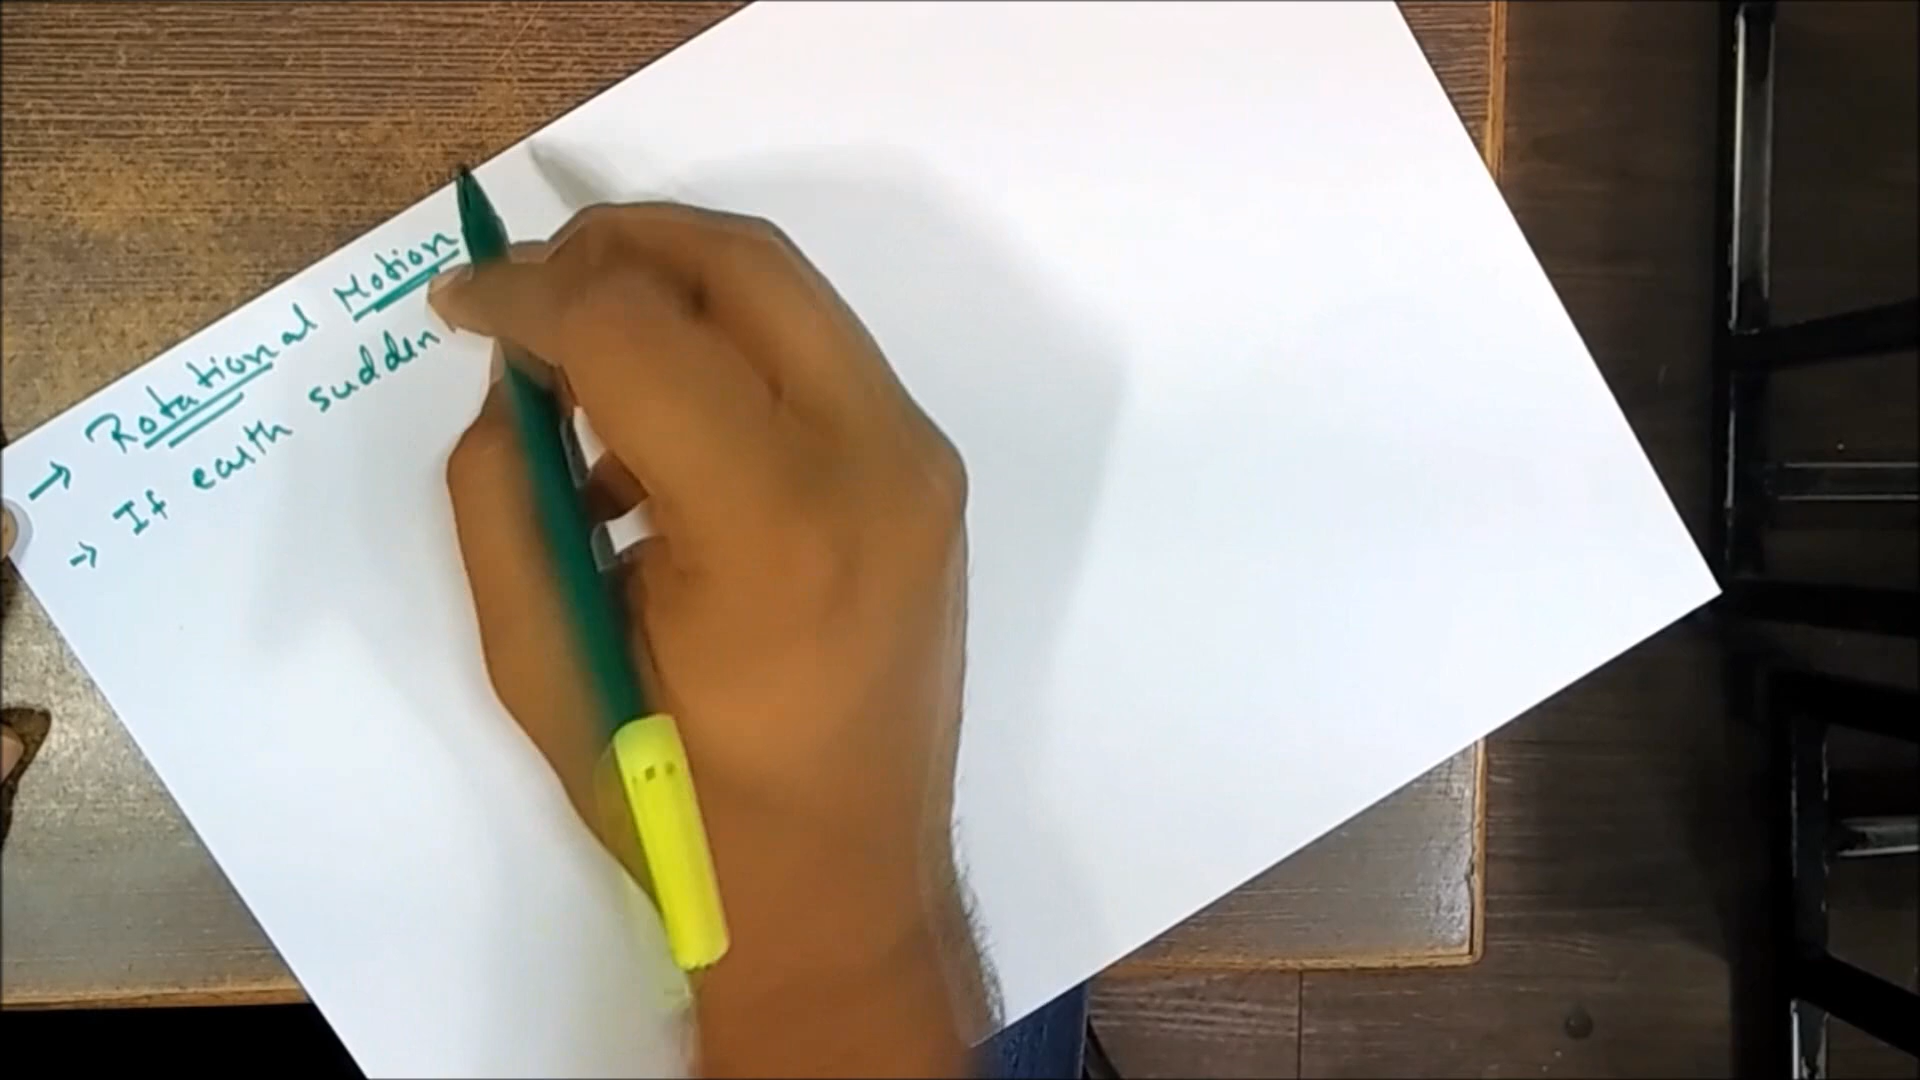 → Rotational Motion
→ If earth sudden